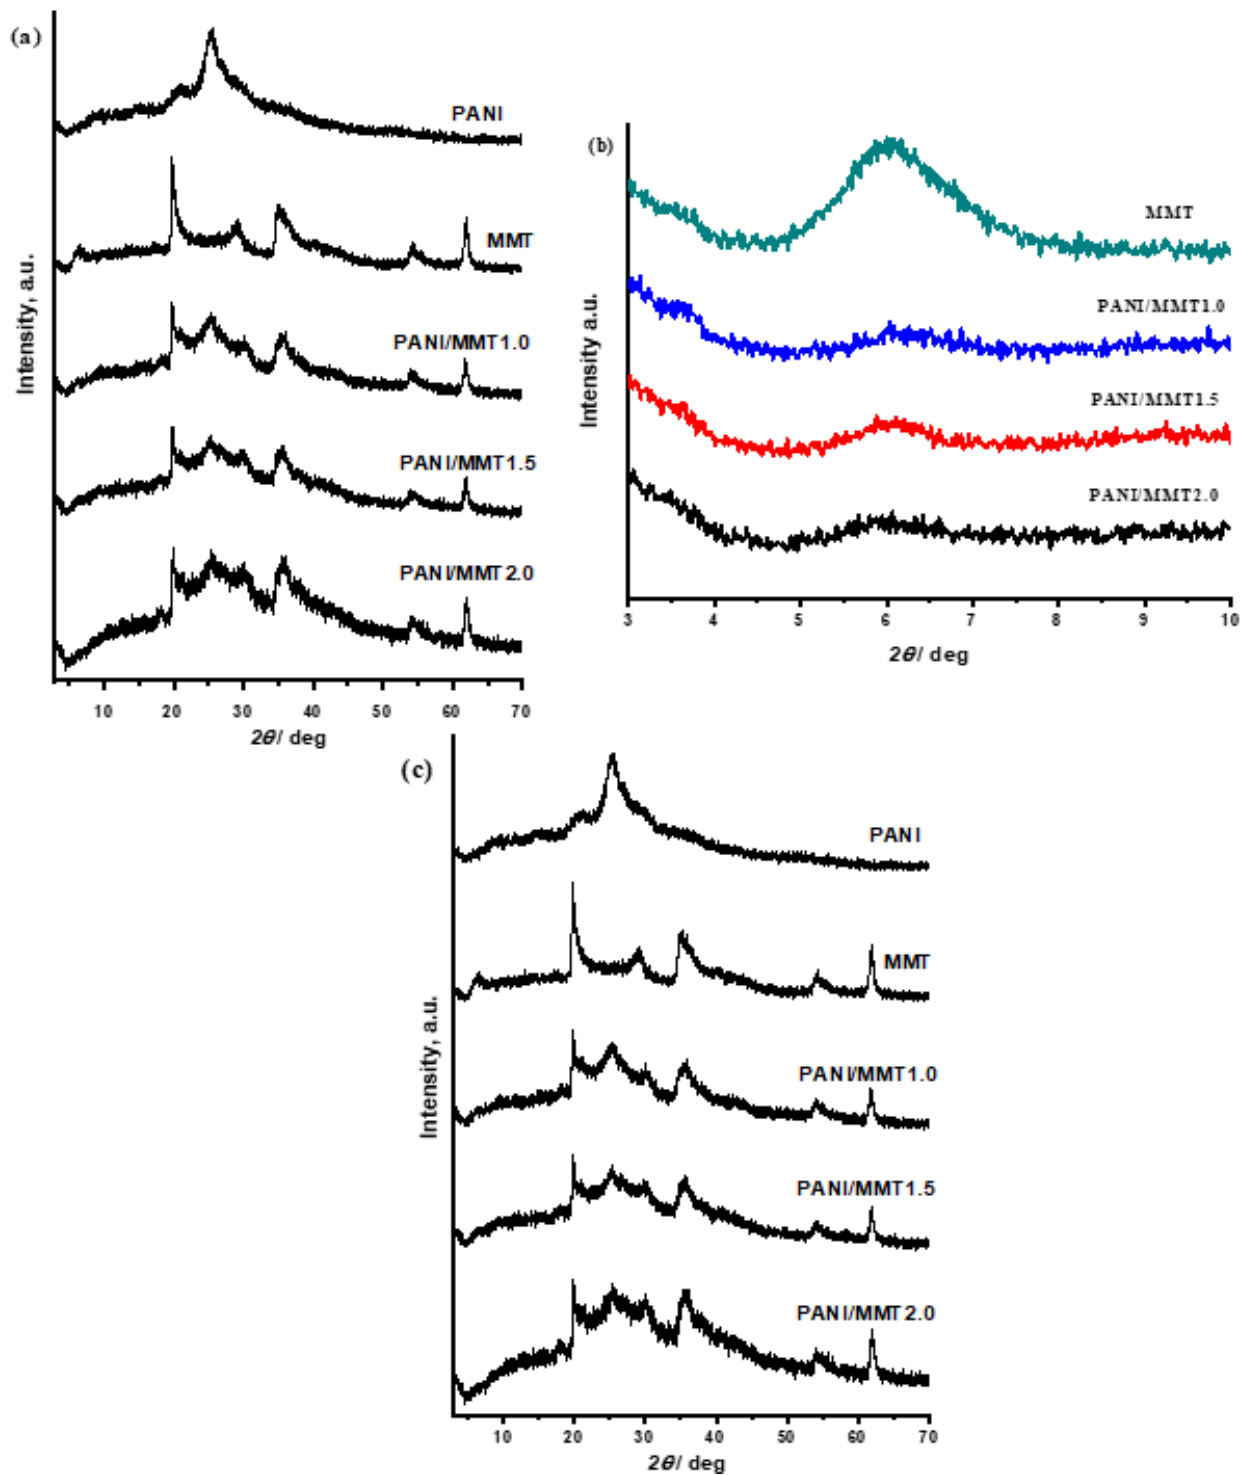 (a)
PANI
MMT
PANI/MMT1.0
PANI/MMT1.5
PANI/MMT2.0
Intensity, a.u.
10 20 30 40 50 60 70
2θ/ deg
(b)
MMT
PANI/MMT1.0
PANI/MMT1.5
PANI/MMT2.0
Intensity a.u.
3 4 5 6 7 8 9 10
2θ/ deg
(c)
PANI
MMT
PANI/MMT1.0
PANI/MMT1.5
PANI/MMT2.0
Intensity, a.u.
10 20 30 40 50 60 70
2θ/ deg